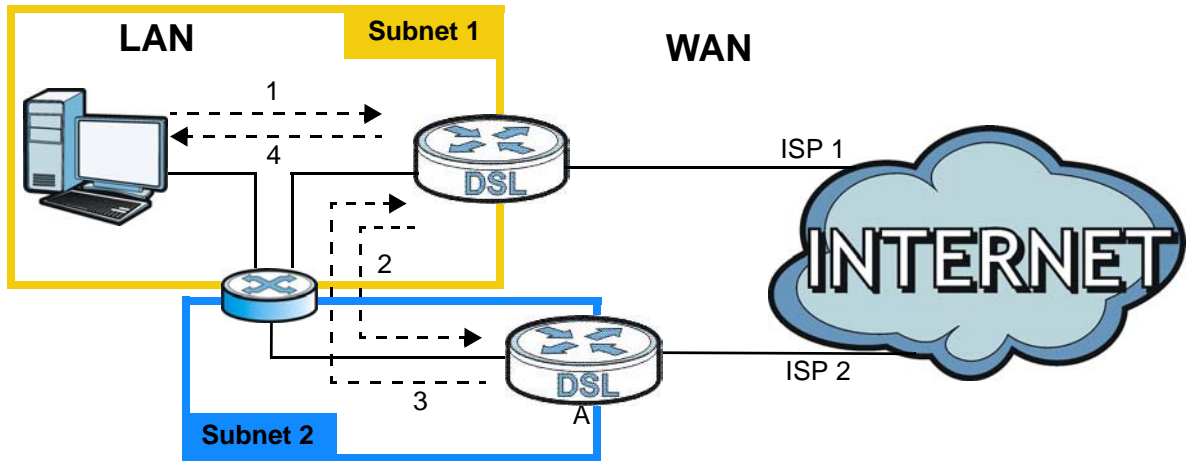 LAN
Subnet 1
WAN
1
4
DSL
ISP 1
INTERNET
2
DSL
A
ISP 2
3
Subnet 2